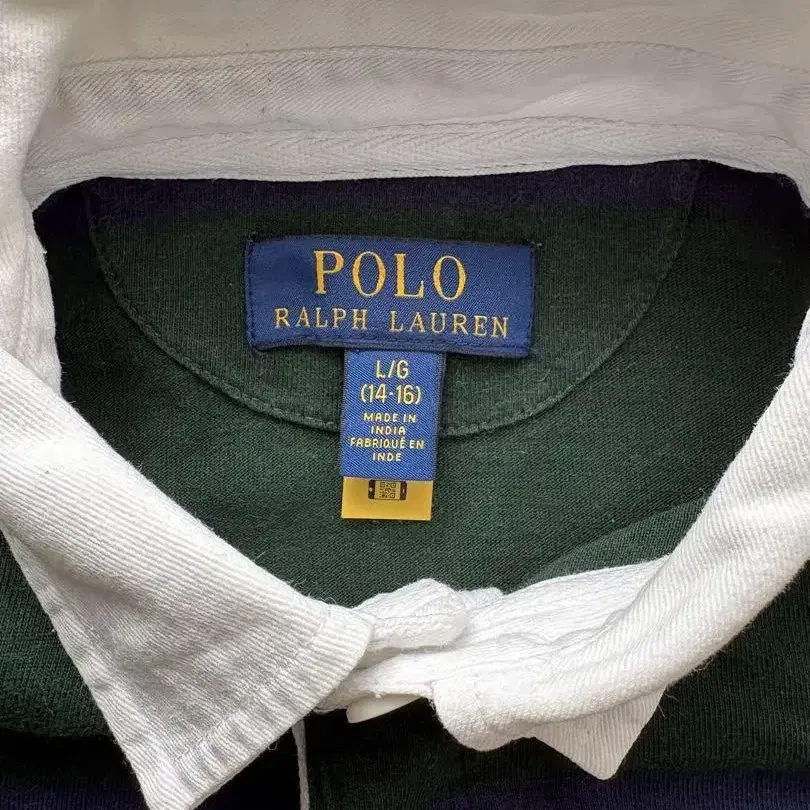 POLO
RALPH LAUREN
L/G
(14-16)
MADE IN
INDIA
FABRIQUÉ EN
INDE